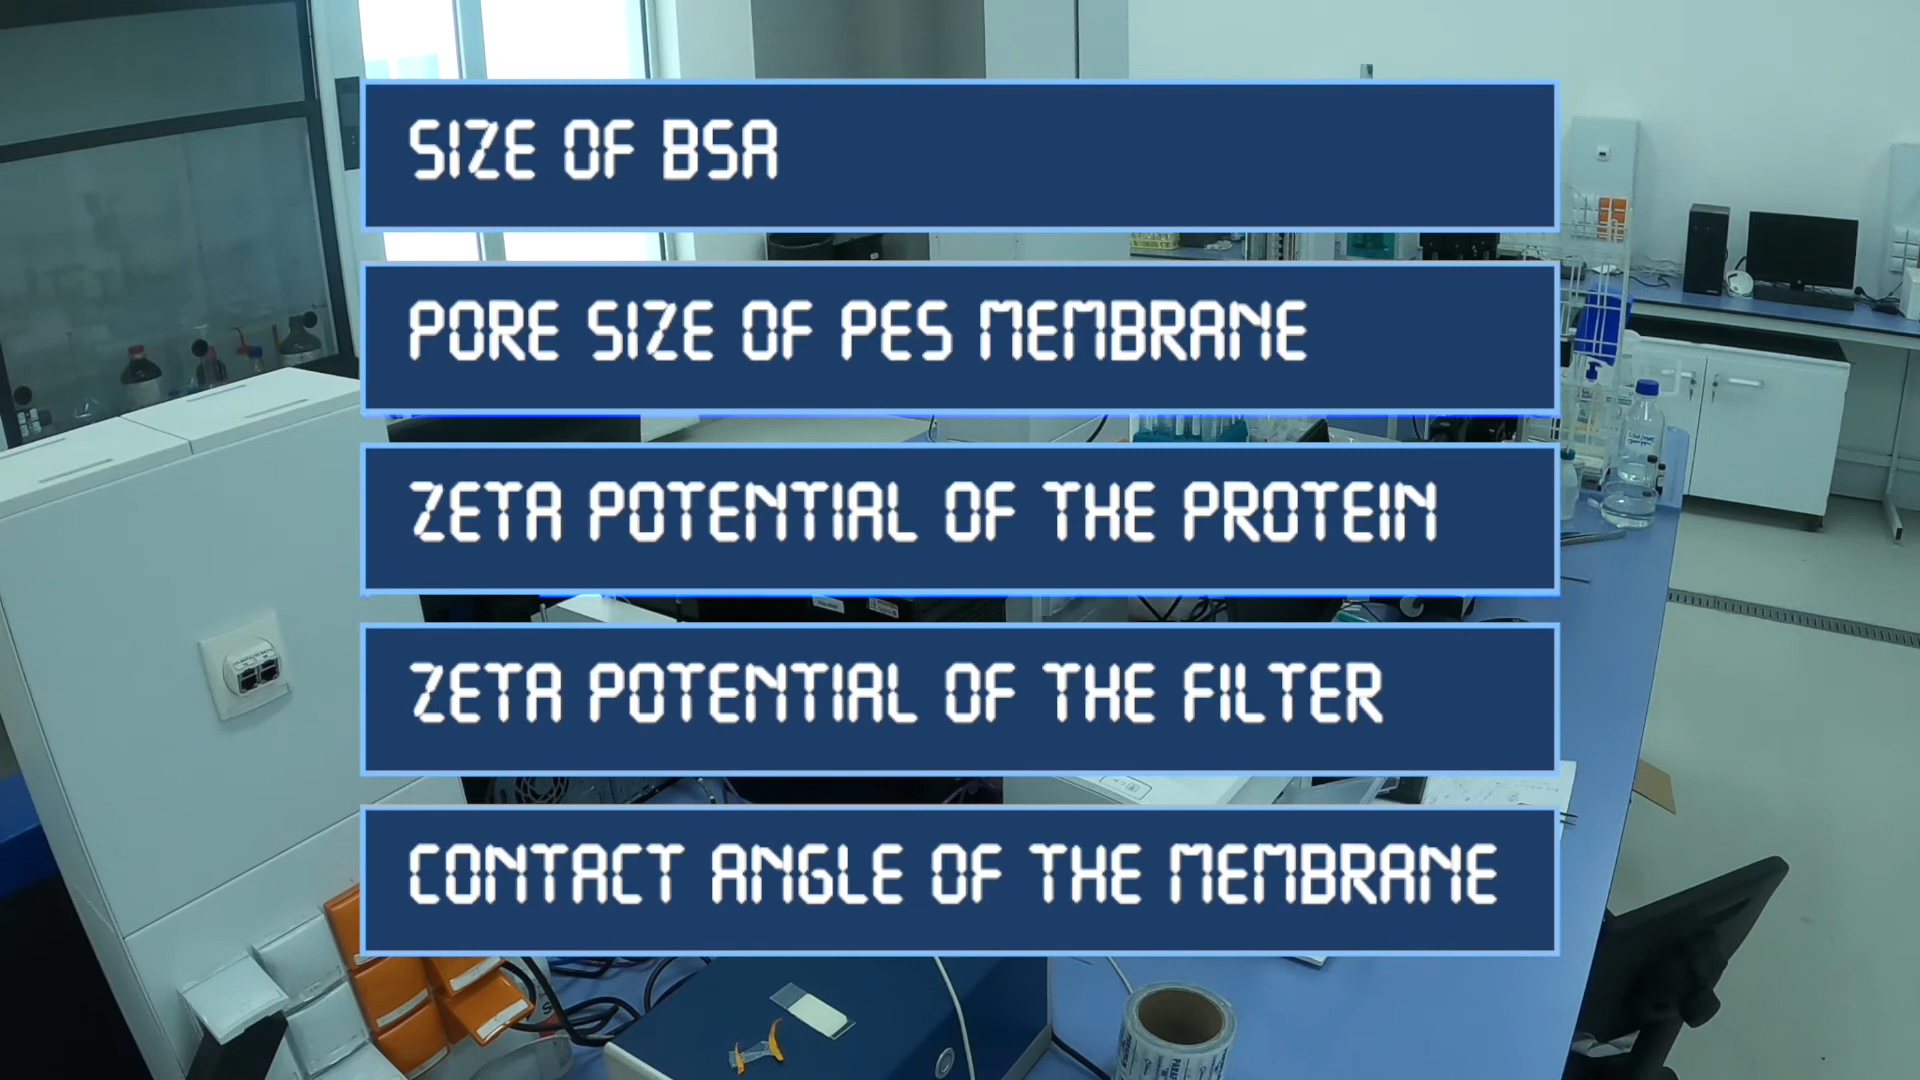 SIZE OF BSA
PORE SIZE OF PES MEMBRANE
ZETA POTENTIAL OF THE PROTEIN
ZETA POTENTIAL OF THE FILTER
CONTACT ANGLE OF THE MEMBRANE